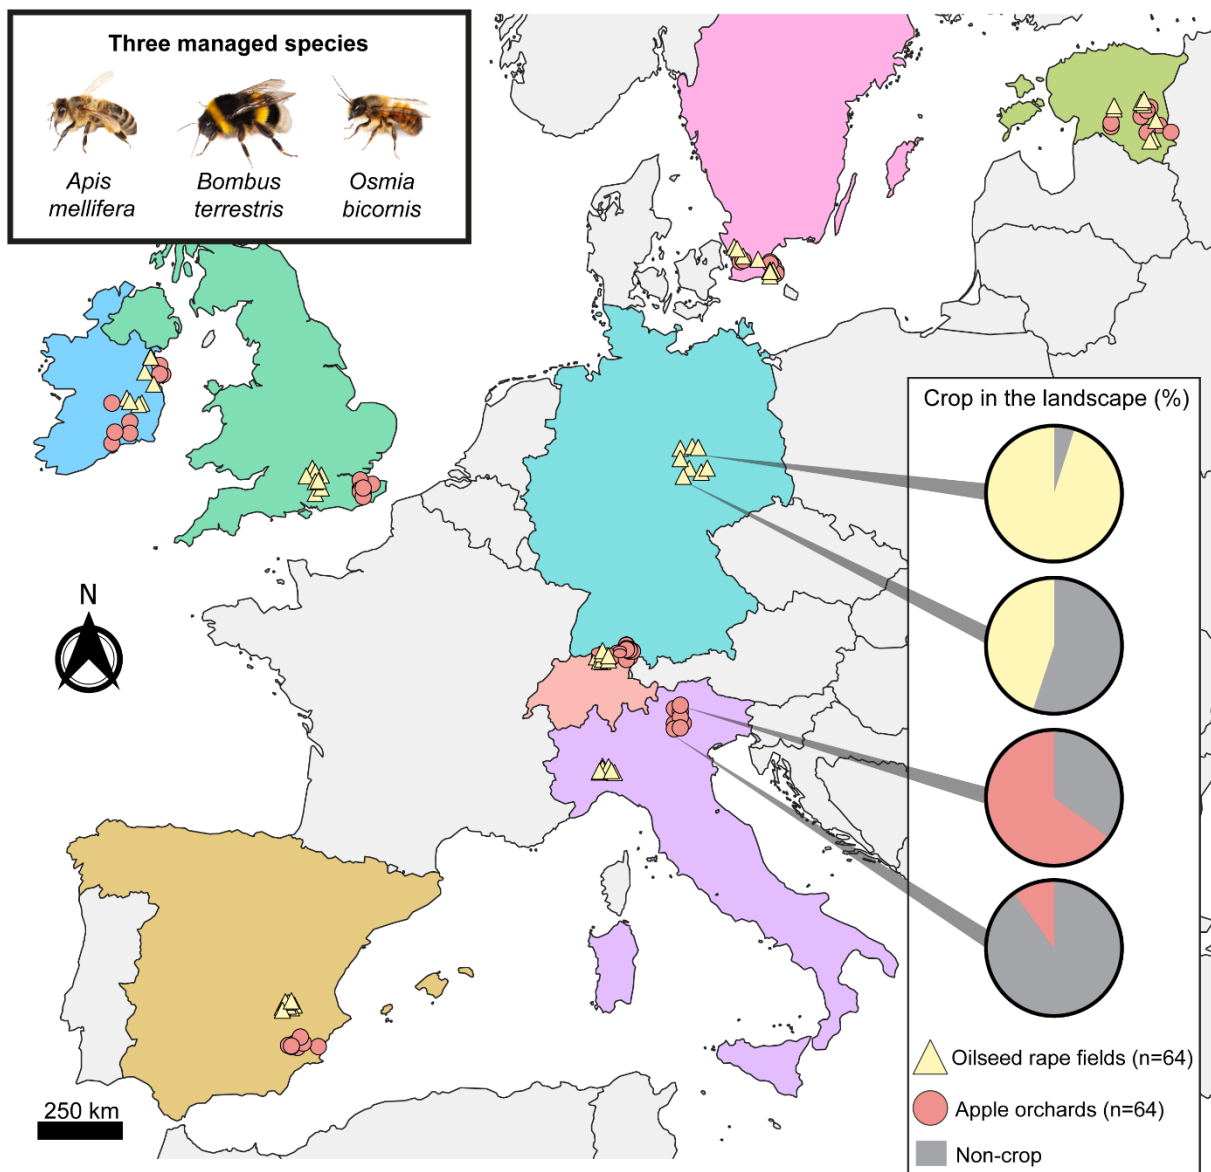 Three managed species
Apis
mellifera
Bombus
terrestris
Osmia
bicornis
N
250 km
Crop in the landscape (%)
Oilseed rape fields (n=64)
Apple orchards (n=64)
Non-crop